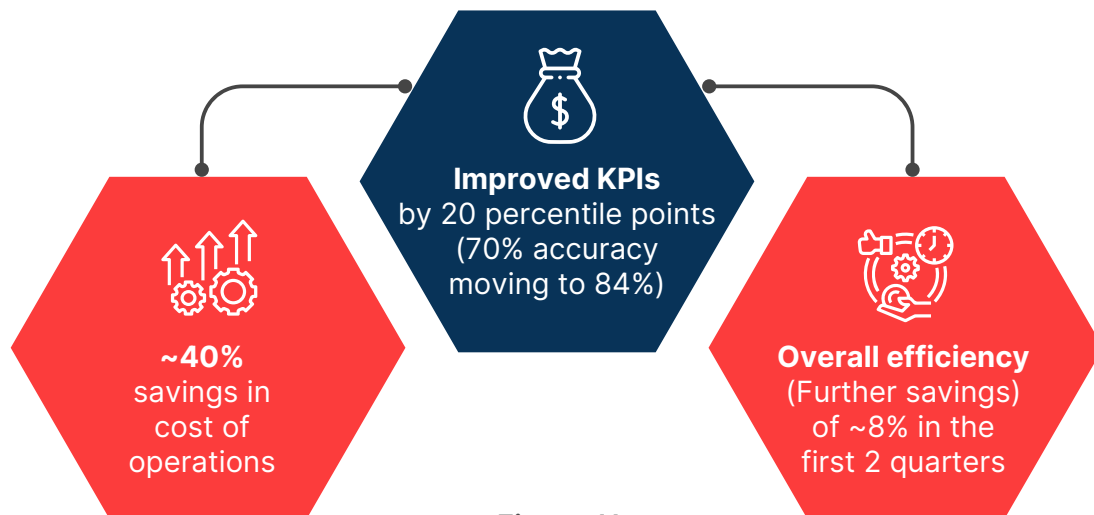 Improved KPIs
by 20 percentile points
(70% accuracy
moving to 84%)
~40%
savings in
cost of
operations
Overall efficiency
(Further savings)
of ~8% in the
first 2 quarters